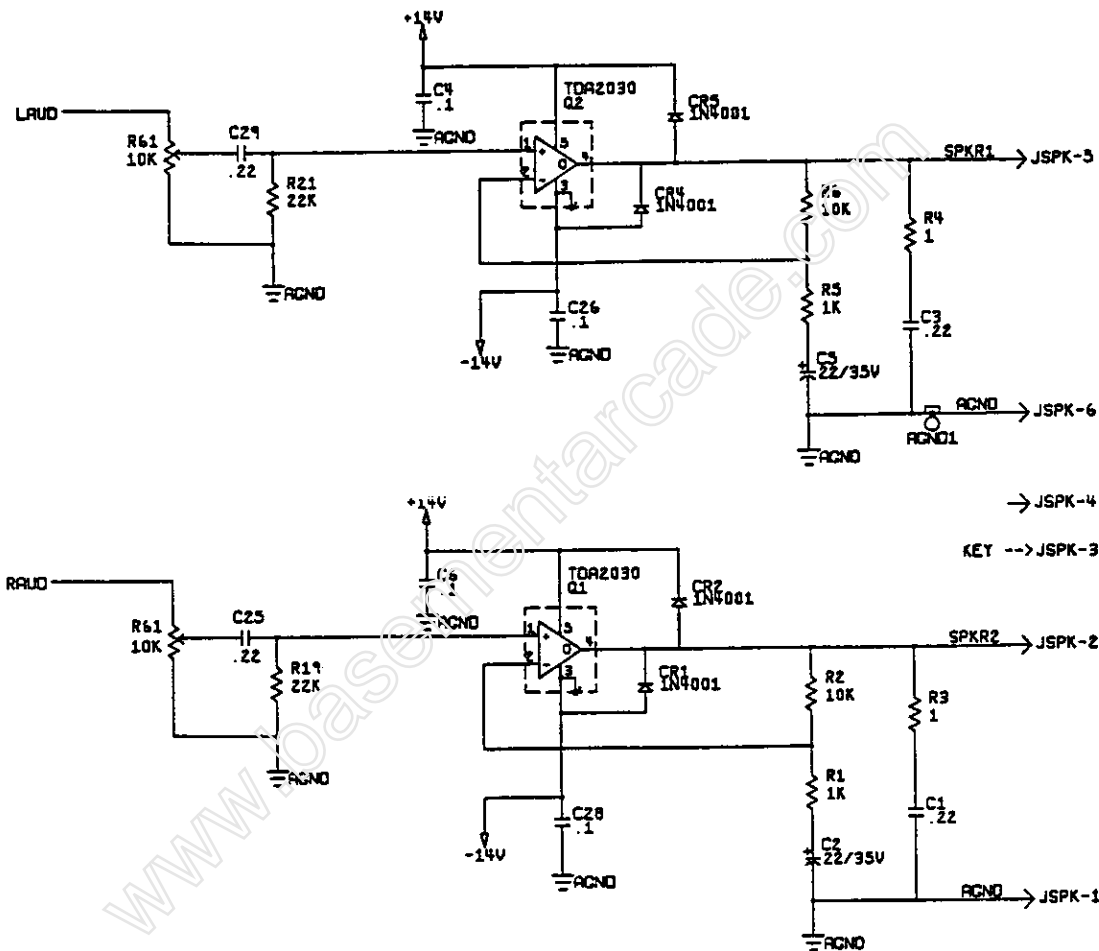 +14V
C4
.1
AGND
TDA2030
Q2
CR5
1N4001
LAUD
R61
10K
C29
.22
R21
22K
AGND
1
+
2
-
5
4
3
CR4
1N4001
SPKR1
JSPK-5
R6
10K
R4
1
R5
1K
C26
.1
AGND
-14V
C3
.22
C5
+
22/35V
AGND
JSPK-6
AGND1
AGND
JSPK-4
KEY --> JSPK-3
+14V
C6
AGND
TDA2030
Q1
CR2
1N4001
RAUD
R61
10K
C25
.22
R19
22K
AGND
1
+
2
-
5
4
3
CR1
1N4001
SPKR2
JSPK-2
R2
10K
R3
1
R1
1K
C28
.1
AGND
-14V
C1
.22
C2
+
22/35V
AGND
JSPK-1
AGND
www.basementarcade.com